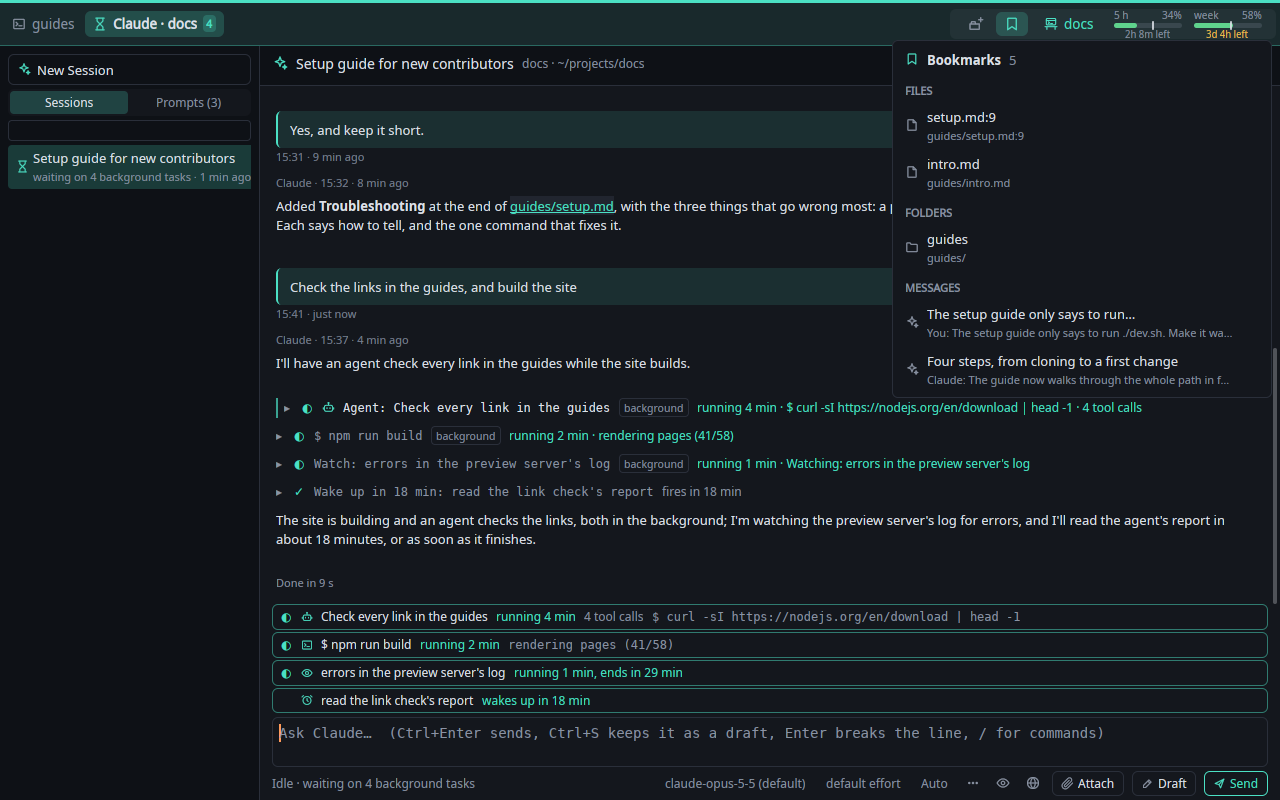 guides
Claude · docs 4
docs
5 h 34%
2h 8m left
week 58%
3d 4h left
New Session
Sessions
Prompts (3)
Setup guide for new contributors
waiting on 4 background tasks · 1 min ago
Setup guide for new contributors docs · ~/projects/docs
Yes, and keep it short.
15:31 · 9 min ago
Claude · 15:32 · 8 min ago
Added Troubleshooting at the end of guides/setup.md, with the three things that go wrong most: a
Each says how to tell, and the one command that fixes it.
Check the links in the guides, and build the site
15:41 · just now
Claude · 15:37 · 4 min ago
I'll have an agent check every link in the guides while the site builds.
Agent: Check every link in the guides background running 4 min · $ curl -sI https://nodejs.org/en/download | head -1 · 4 tool calls
$ npm run build background running 2 min · rendering pages (41/58)
Watch: errors in the preview server's log background running 1 min · Watching: errors in the preview server's log
Wake up in 18 min: read the link check's report fires in 18 min
The site is building and an agent checks the links, both in the background; I'm watching the preview server's log for errors, and I'll read the agent's report in
about 18 minutes, or as soon as it finishes.
Done in 9 s
Check every link in the guides running 4 min 4 tool calls $ curl -sI https://nodejs.org/en/download | head -1
$ npm run build running 2 min rendering pages (41/58)
errors in the preview server's log running 1 min, ends in 29 min
read the link check's report wakes up in 18 min
Ask Claude… (Ctrl+Enter sends, Ctrl+S keeps it as a draft, Enter breaks the line, / for commands)
Idle · waiting on 4 background tasks
claude-opus-5-5 (default)
default effort
Auto
Attach
Draft
Send
Bookmarks 5
FILES
setup.md:9
guides/setup.md:9
intro.md
guides/intro.md
FOLDERS
guides
guides/
MESSAGES
The setup guide only says to run…
You: The setup guide only says to run ./dev.sh. Make it wa…
Four steps, from cloning to a first change
Claude: The guide now walks through the whole path in f…